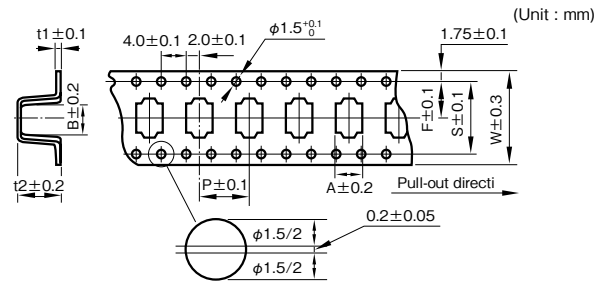 (Unit : mm)
t1±0.1
4.0±0.1
2.0±0.1
φ1.5 +0.1 0
1.75±0.1
B±0.2
F±0.1
S±0.1
W±0.3
t2±0.2
P±0.1
A±0.2
Pull-out directi
φ1.5/2
0.2±0.05
φ1.5/2